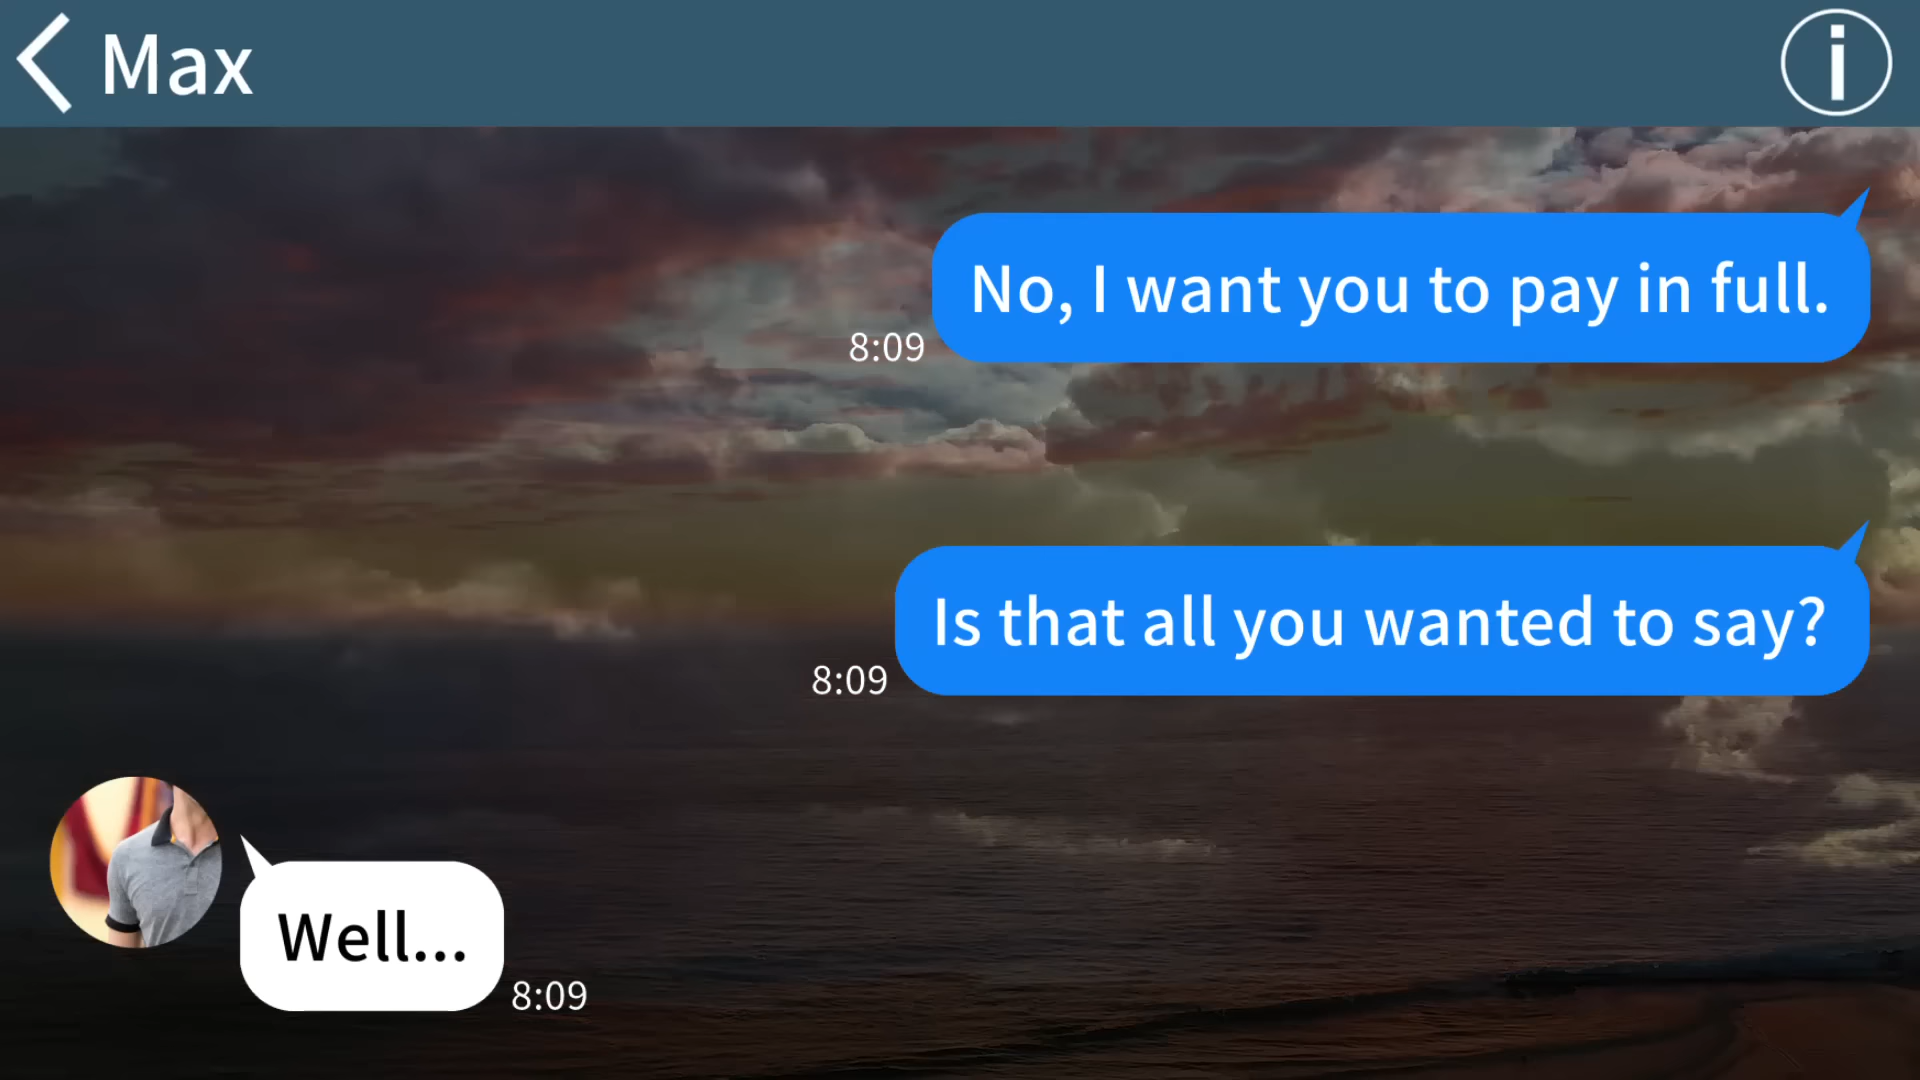 Max
No, I want you to pay in full.
8:09
Is that all you wanted to say?
8:09
Well...
8:09